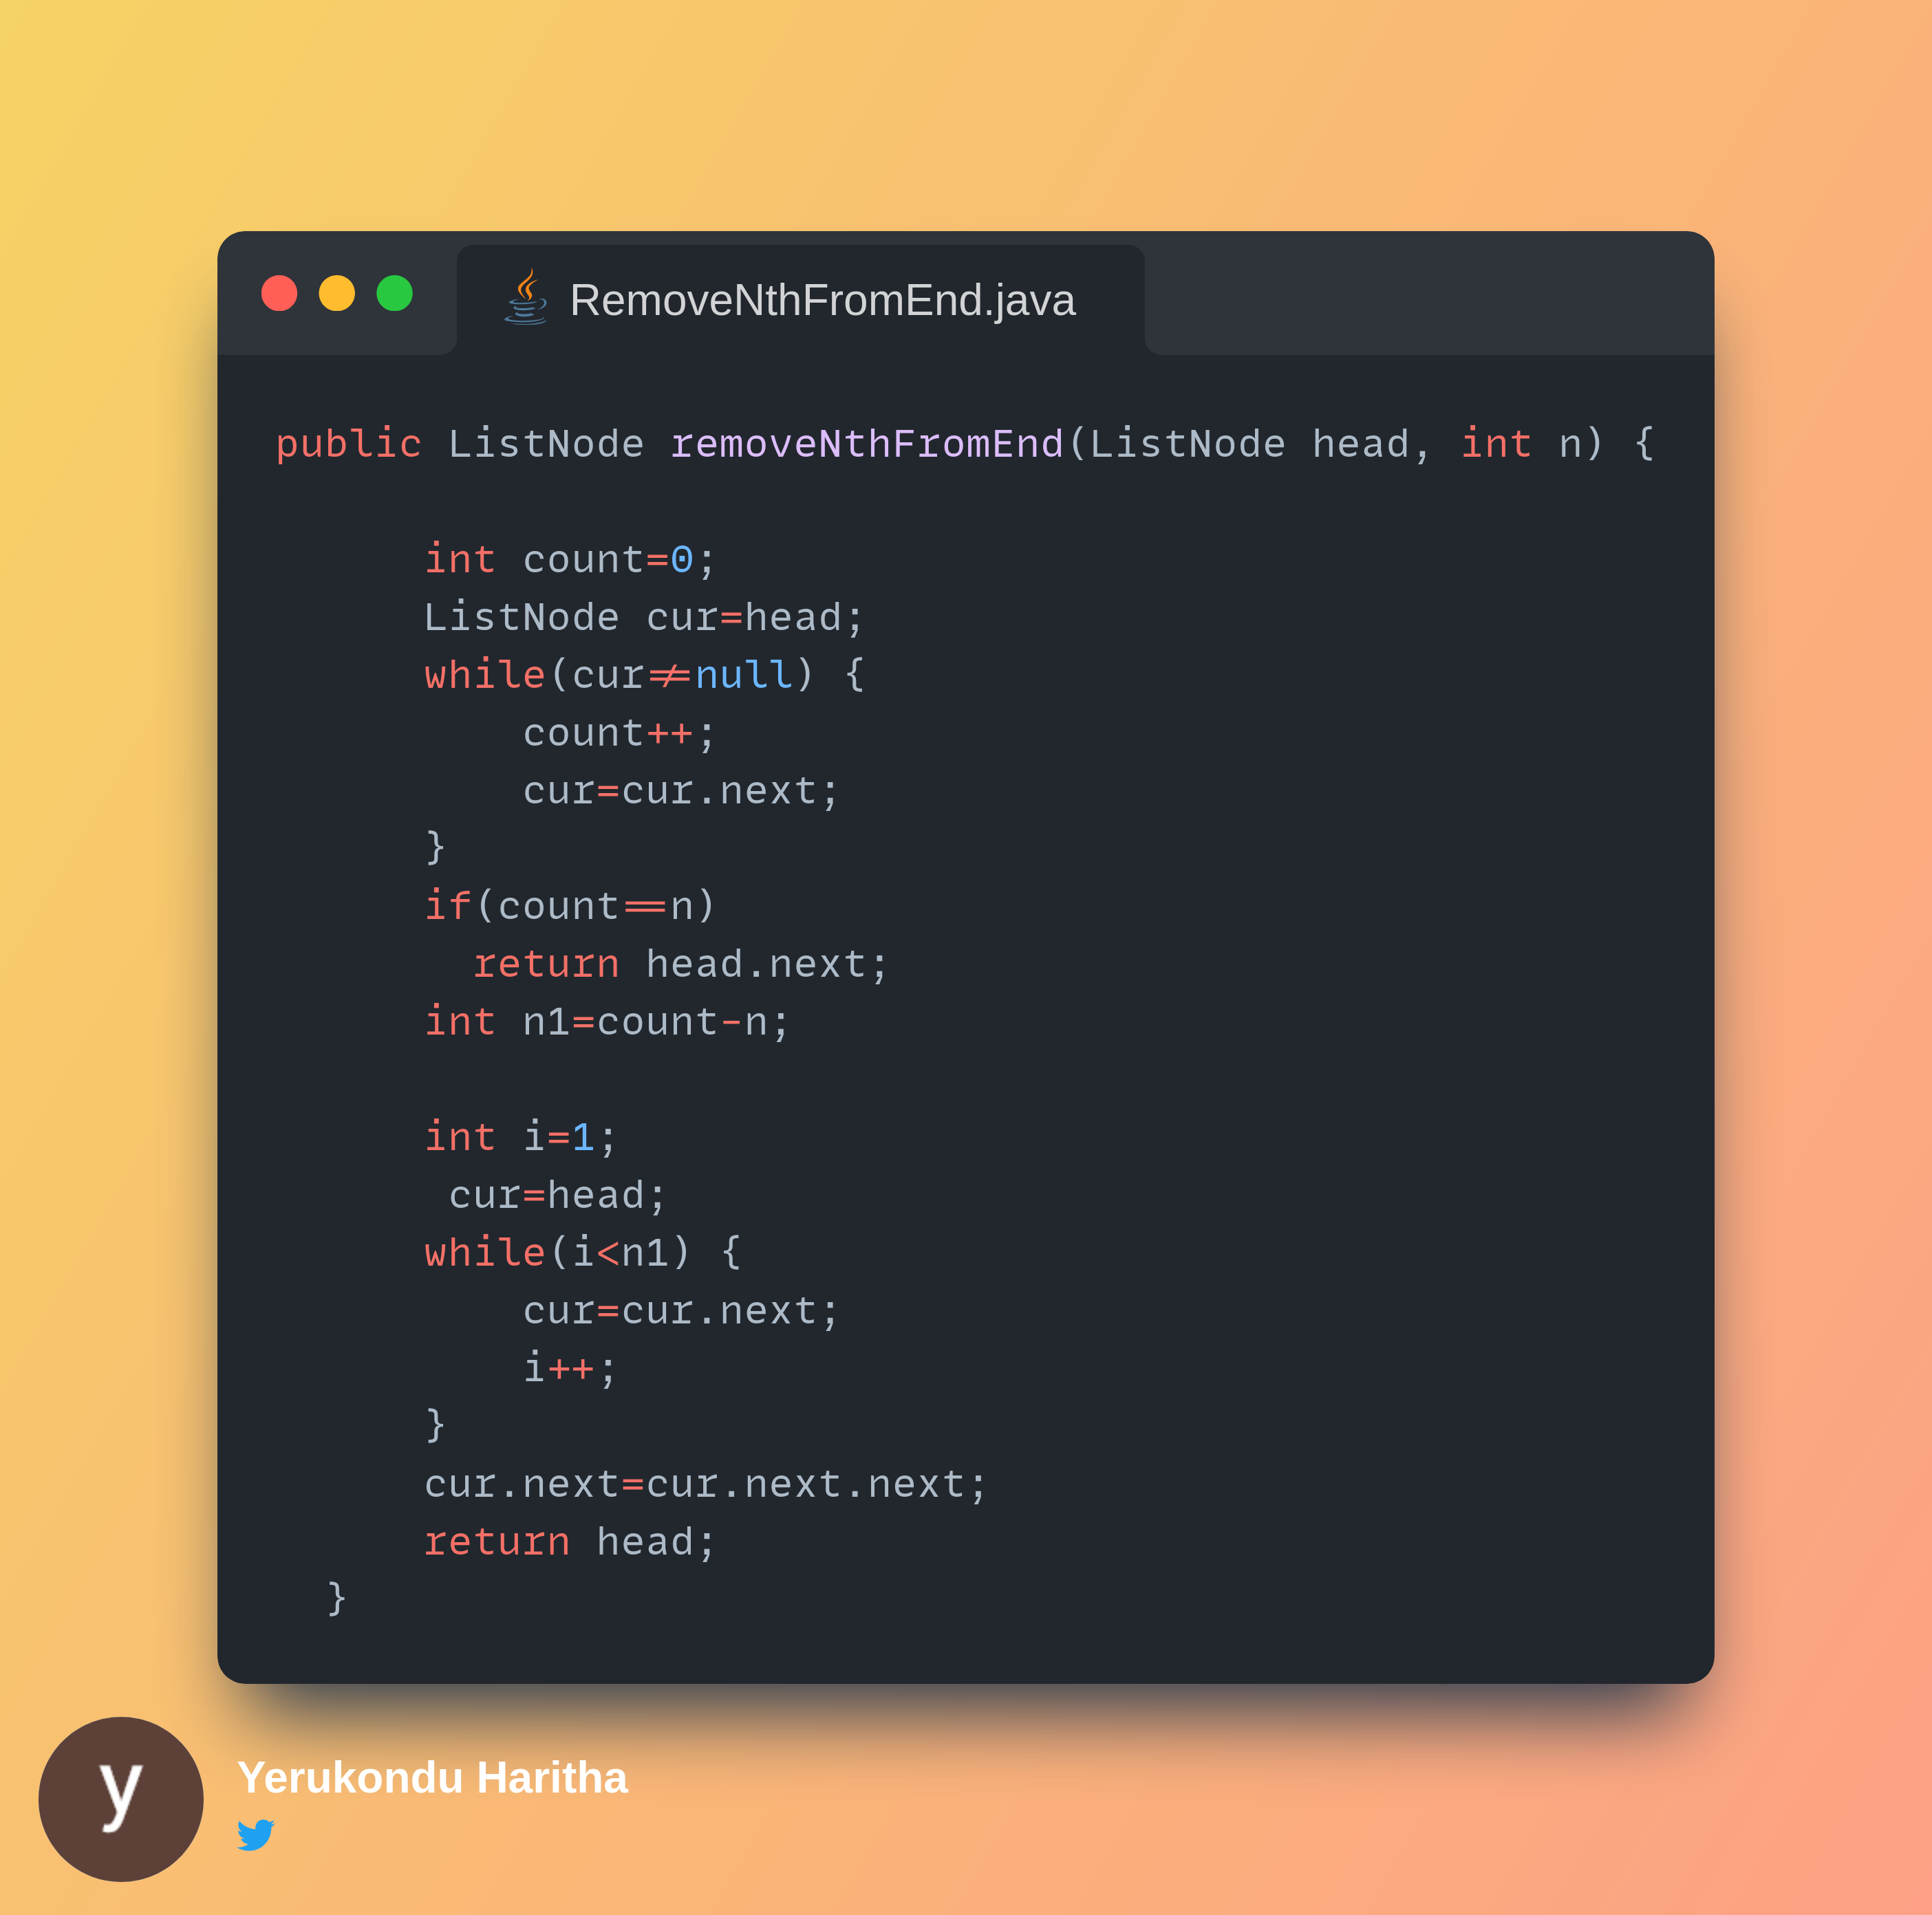 RemoveNthFromEnd.java
public ListNode removeNthFromEnd(ListNode head, int n) {
int count=0;
ListNode cur=head;
while(cur!=null) {
count++;
cur=cur.next;
}
if(count==n)
return head.next;
int n1=count-n;
int i=1;
cur=head;
while(i<n1) {
cur=cur.next;
i++;
}
cur.next=cur.next.next;
return head;
}
y
Yerukondu Haritha